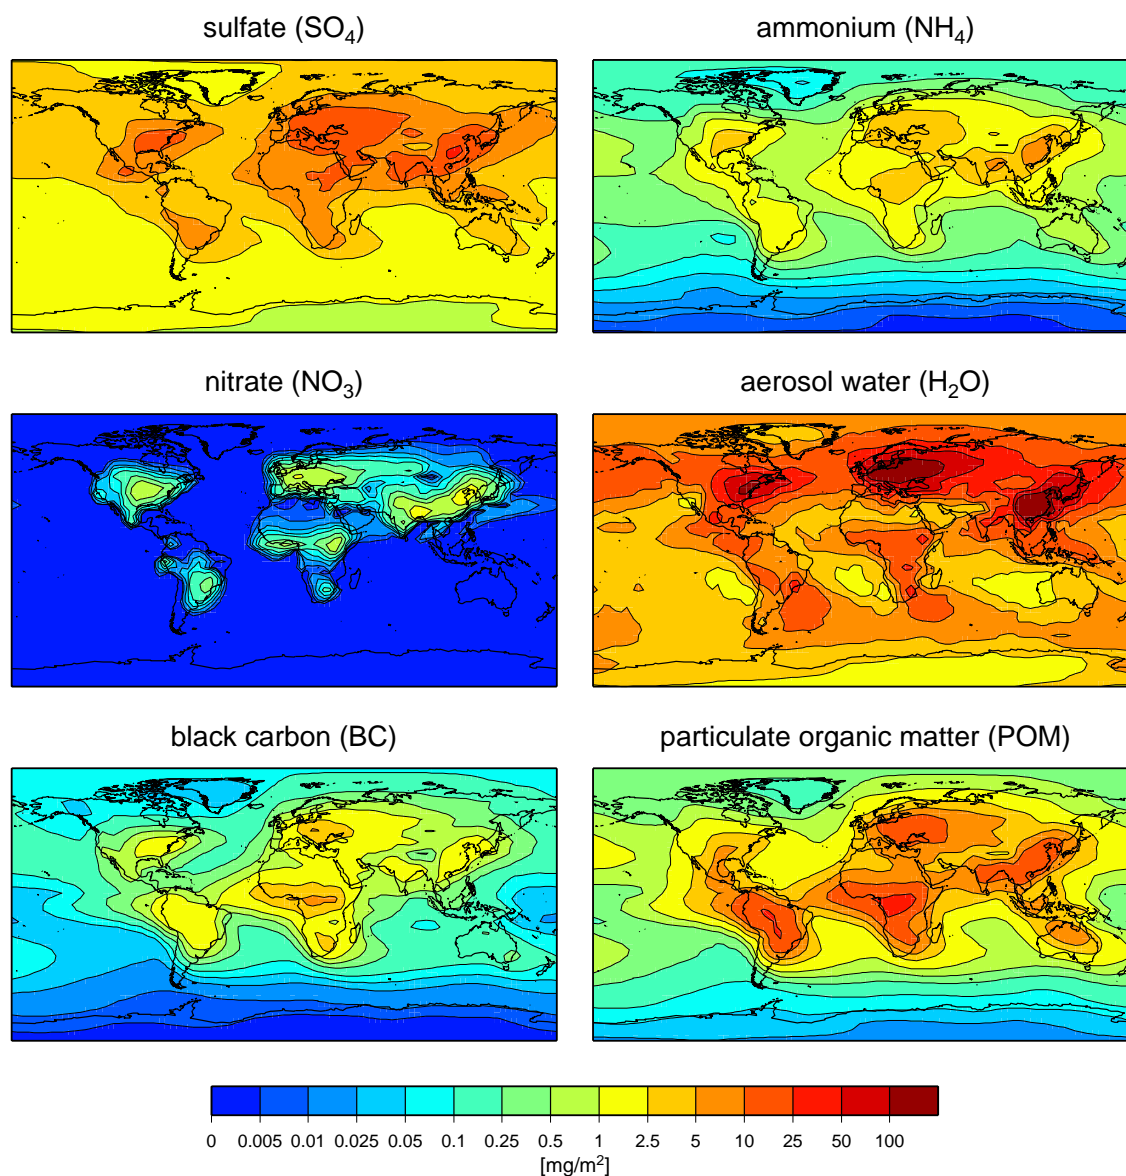 sulfate (SO4)
ammonium (NH4)
nitrate (NO3)
aerosol water (H2O)
black carbon (BC)
particulate organic matter (POM)
0 0.005 0.01 0.025 0.05 0.1 0.25 0.5 1 2.5 5 10 25 50 100
[mg/m2]